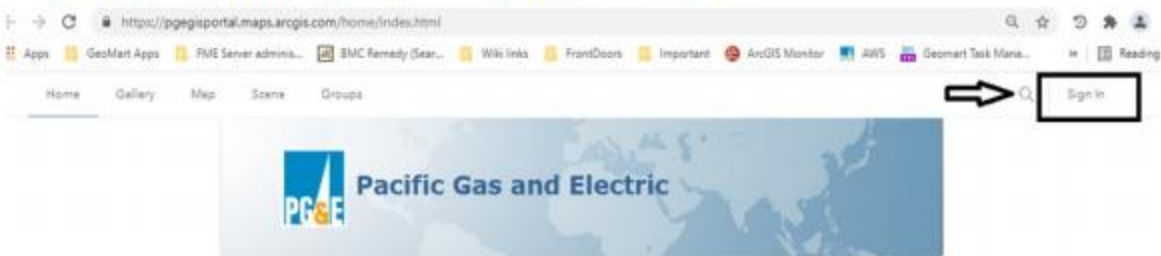 https://pgegisportal.maps.arcgis.com/home/index.html
Apps GeoMart Apps FME Server adminis... BMC Remedy (Sear... Wiki links FrontDoors Important ArcGIS Monitor AWS Geomart Task Mana... » Reading
Home Gallery Map Scene Groups Sign In
PG&E Pacific Gas and Electric